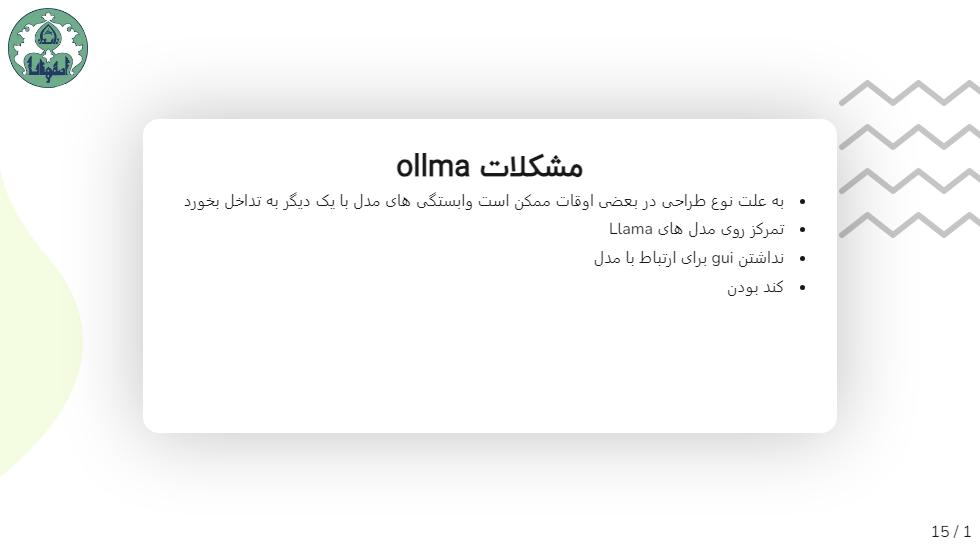 مشکلات ollma
• به علت نوع طراحی در بعضی اوقات ممکن است وابستگی های مدل با یک دیگر به تداخل بخورد
• تمرکز روی مدل های LLama
• نداشتن gui برای ارتباط با مدل
• کند بودن
15 / 1